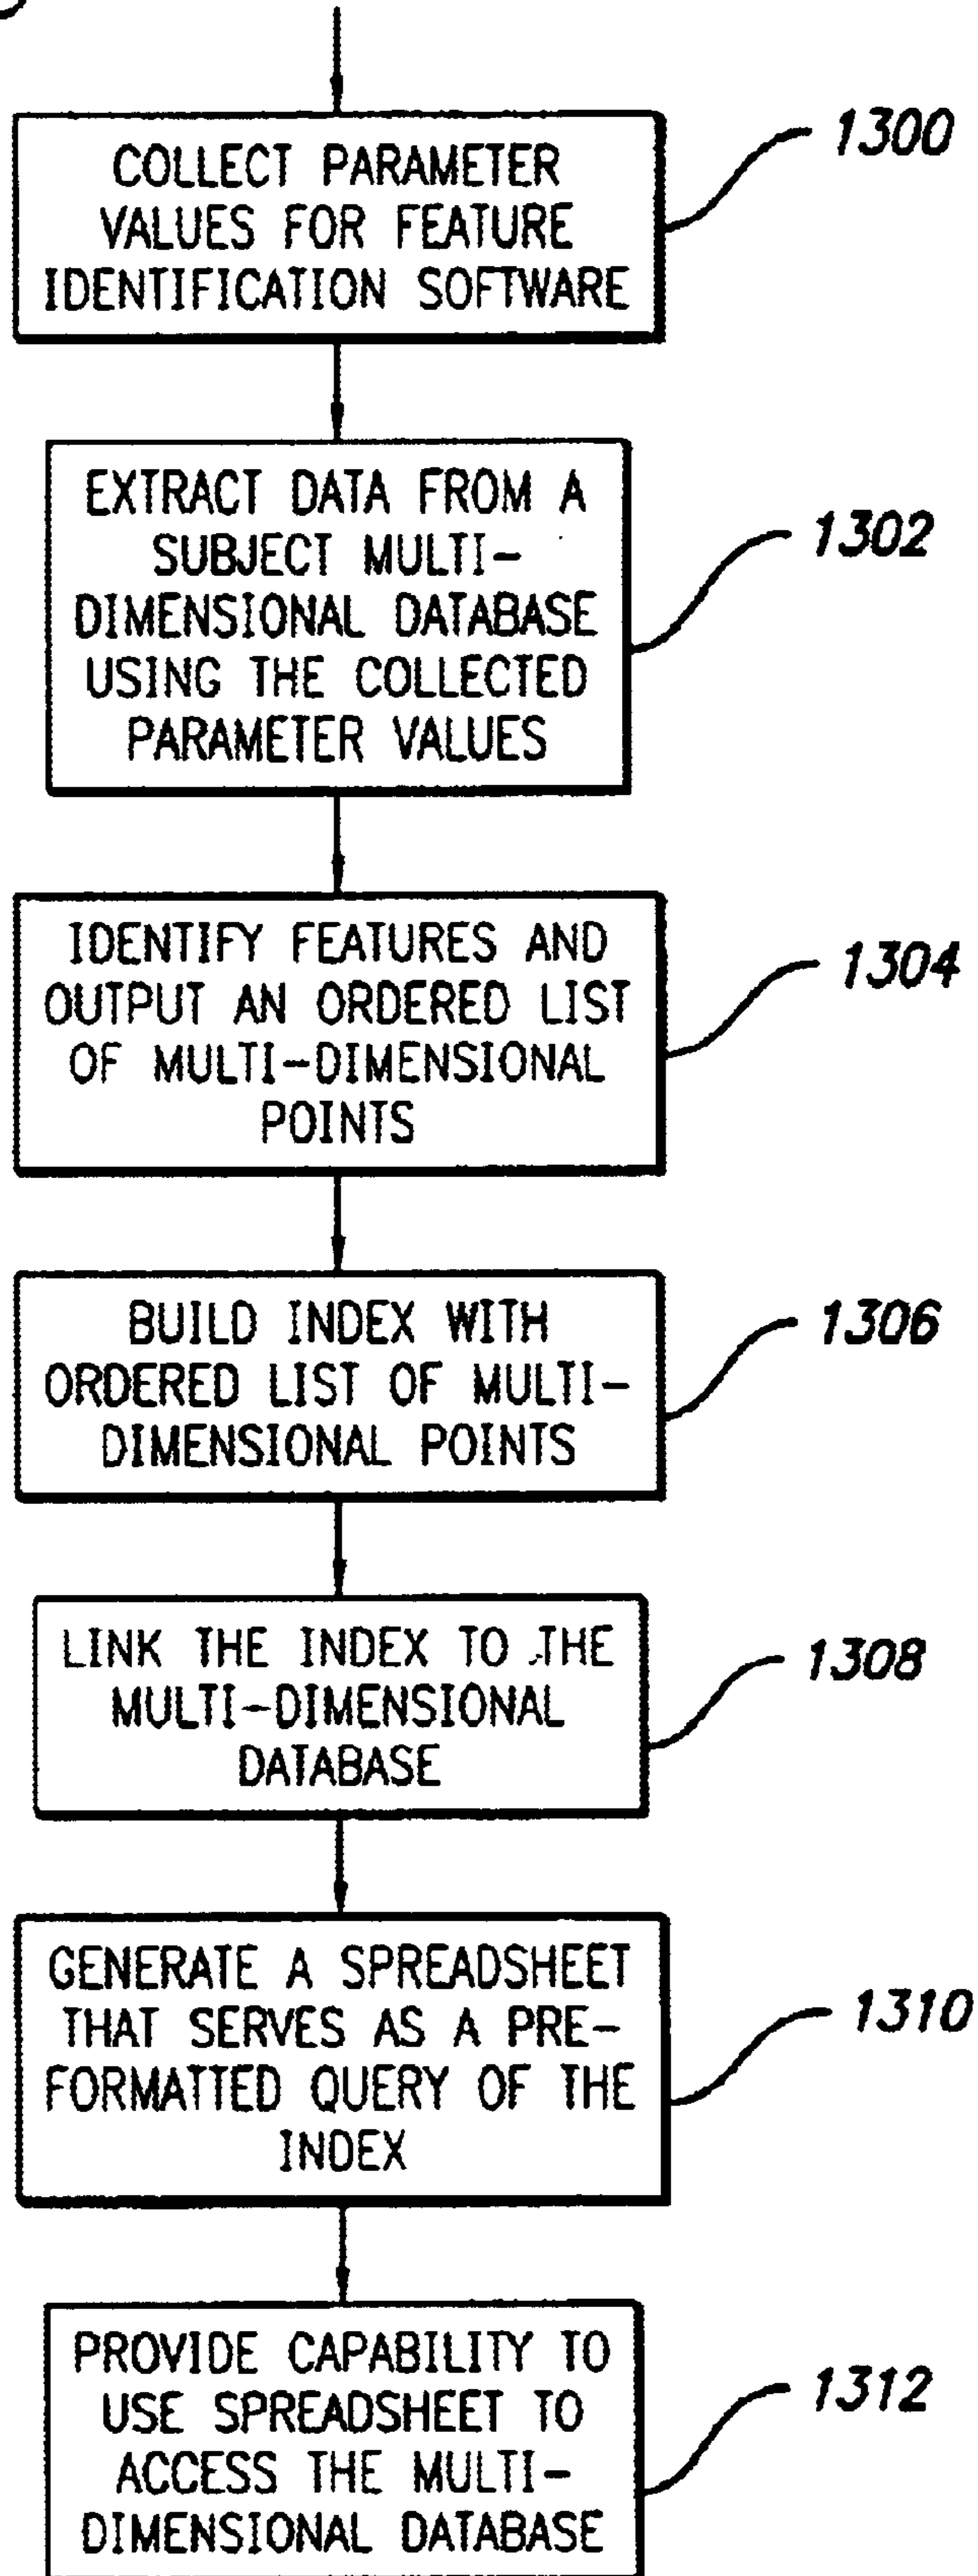 COLLECT PARAMETER
VALUES FOR FEATURE
IDENTIFICATION SOFTWARE
1300
EXTRACT DATA FROM A
SUBJECT MULTI-
DIMENSIONAL DATABASE
USING THE COLLECTED
PARAMETER VALUES
1302
IDENTIFY FEATURES AND
OUTPUT AN ORDERED LIST
OF MULTI-DIMENSIONAL
POINTS
1304
BUILD INDEX WITH
ORDERED LIST OF MULTI-
DIMENSIONAL POINTS
1306
LINK THE INDEX TO THE
MULTI-DIMENSIONAL
DATABASE
1308
GENERATE A SPREADSHEET
THAT SERVES AS A PRE-
FORMATTED QUERY OF THE
INDEX
1310
PROVIDE CAPABILITY TO
USE SPREADSHEET TO
ACCESS THE MULTI-
DIMENSIONAL DATABASE
1312